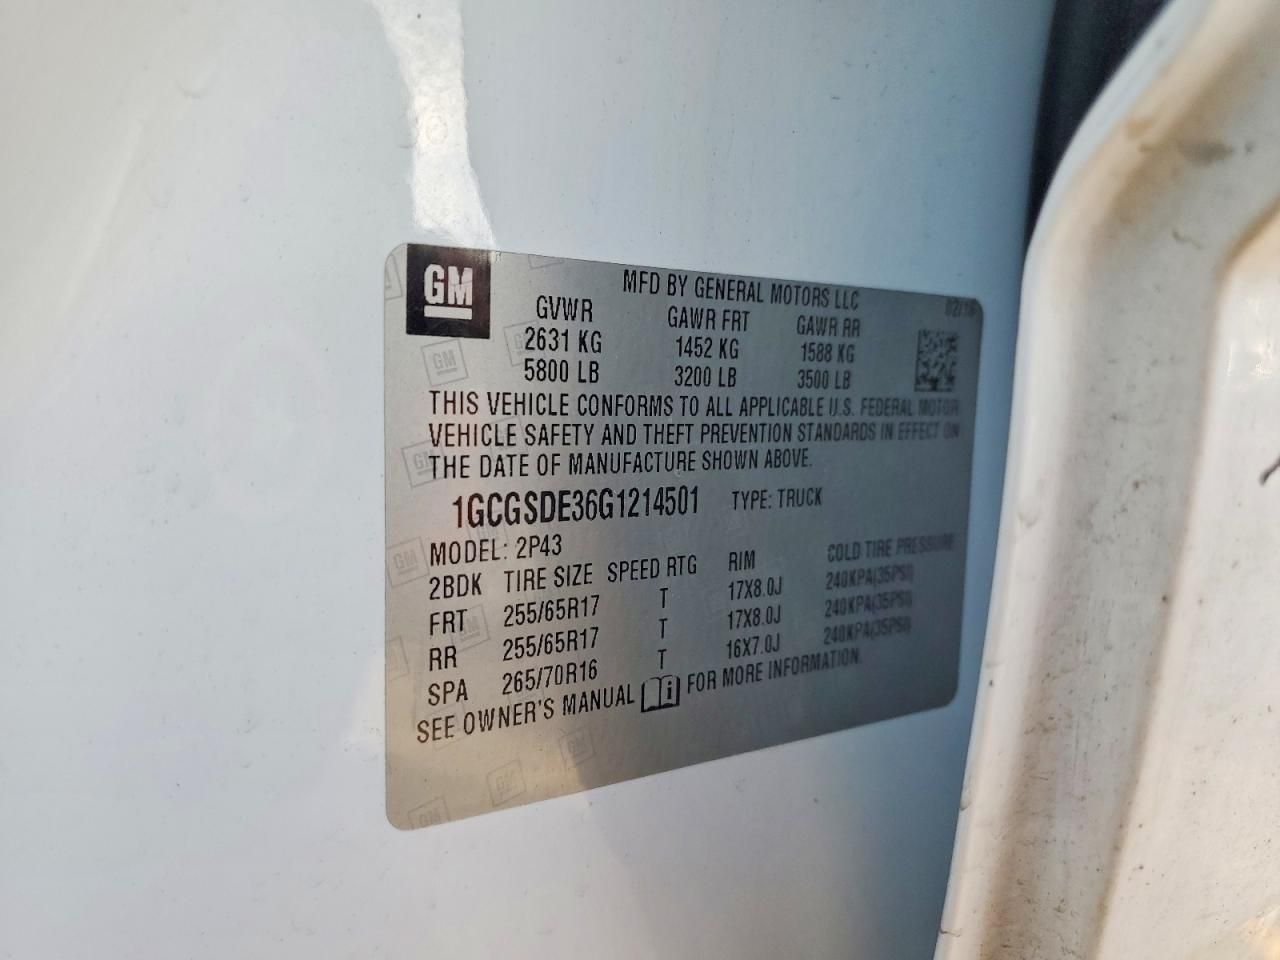 GM
MFD BY GENERAL MOTORS LLC
02/16
GVWR GAWR FRT GAWR RR
2631 KG 1452 KG 1588 KG
5800 LB 3200 LB 3500 LB
THIS VEHICLE CONFORMS TO ALL APPLICABLE U.S. FEDERAL MOTOR
VEHICLE SAFETY AND THEFT PREVENTION STANDARDS IN EFFECT ON
THE DATE OF MANUFACTURE SHOWN ABOVE.
1GCGSDE36G1214501 TYPE: TRUCK
MODEL: 2P43
2BDK TIRE SIZE SPEED RTG RIM COLD TIRE PRESSURE
FRT 255/65R17 T 17X8.0J 240KPA(35PSI)
RR 255/65R17 T 17X8.0J 240KPA(35PSI)
SPA 265/70R16 T 16X7.0J 240KPA(35PSI)
SEE OWNER'S MANUAL FOR MORE INFORMATION.